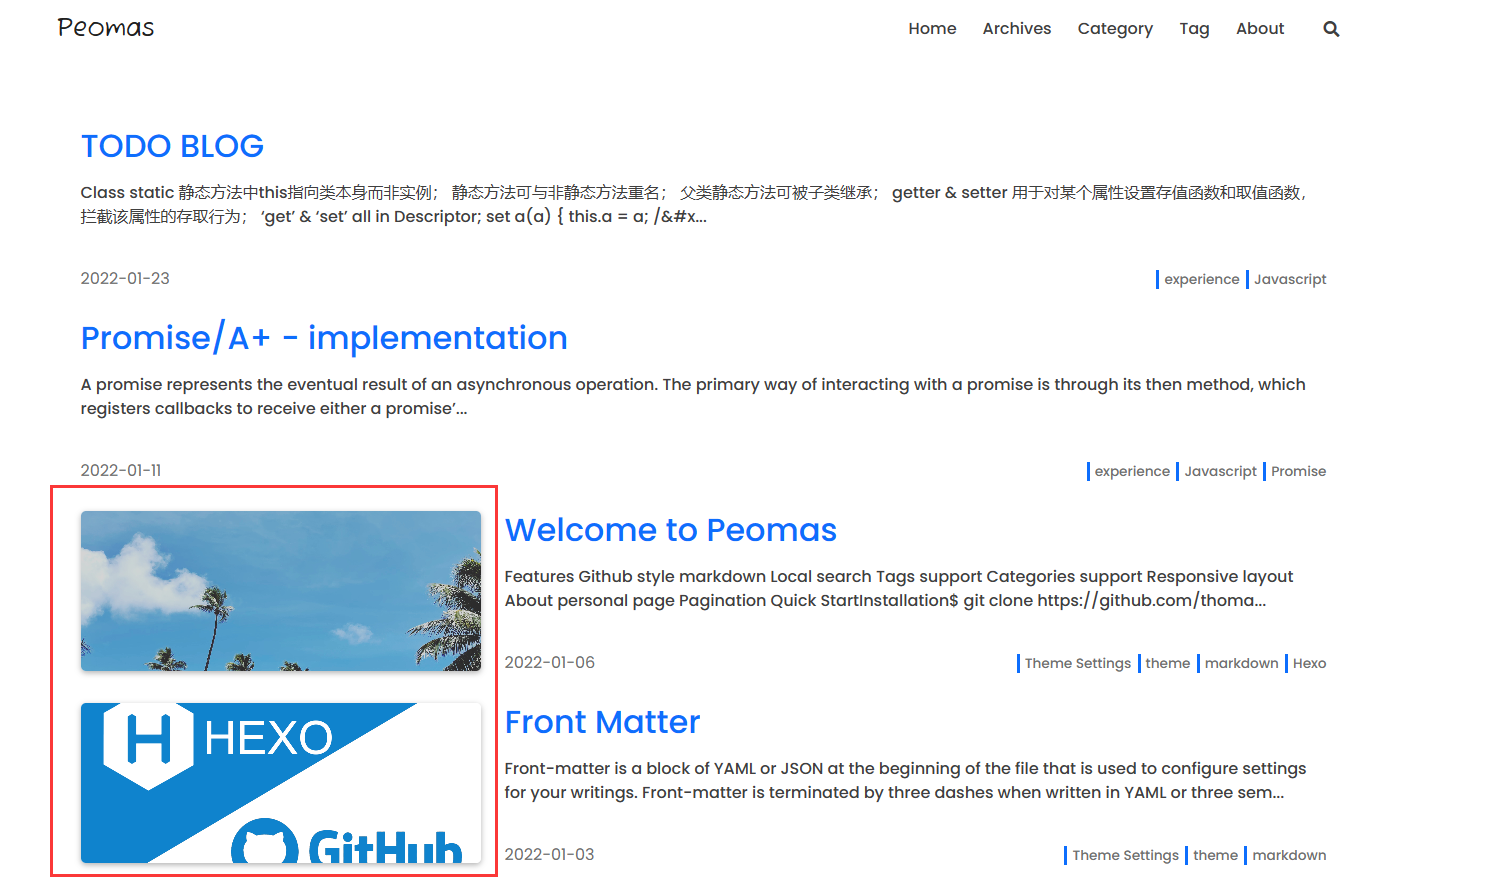 Peomas
Home Archives Category Tag About
TODO BLOG
Class static 静态方法中this指向类本身而非实例； 静态方法可与非静态方法重名； 父类静态方法可被子类继承； getter & setter 用于对某个属性设置存值函数和取值函数，
拦截该属性的存取行为； ‘get’ & ‘set’ all in Descriptor; set a(a) { this.a = a; /&#x...
2022-01-23
experience Javascript
Promise/A+ - implementation
A promise represents the eventual result of an asynchronous operation. The primary way of interacting with a promise is through its then method, which
registers callbacks to receive either a promise’...
2022-01-11
experience Javascript Promise
Welcome to Peomas
Features Github style markdown Local search Tags support Categories support Responsive layout
About personal page Pagination Quick StartInstallation$ git clone https://github.com/thoma...
2022-01-06
Theme Settings theme markdown Hexo
HEXO
GitHub
Front Matter
Front-matter is a block of YAML or JSON at the beginning of the file that is used to configure settings
for your writings. Front-matter is terminated by three dashes when written in YAML or three sem...
2022-01-03
Theme Settings theme markdown